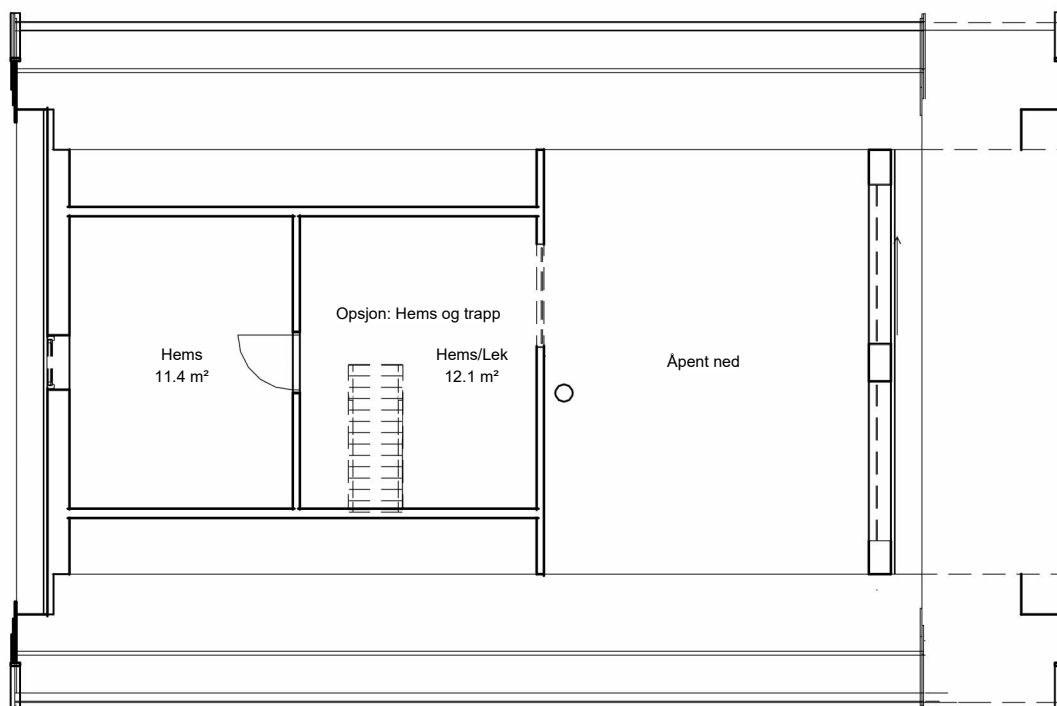 Opsjon: Hems og trapp
Hems
11.4 m²
Hems/Lek
12.1 m²
Åpent ned